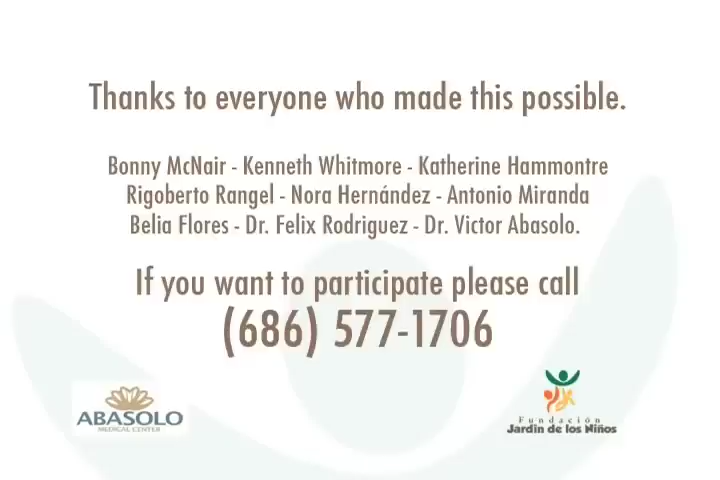 Thanks to everyone who made this possible.
Bonny McNair - Kenneth Whitmore - Katherine Hammontre
Rigoberto Rangel - Nora Hernández - Antonio Miranda
Belia Flores - Dr. Felix Rodriguez - Dr. Victor Abasolo.
If you want to participate please call
(686) 577-1706
ABASOLO
MEDICAL CENTER
Fundación
Jardín de los Niños